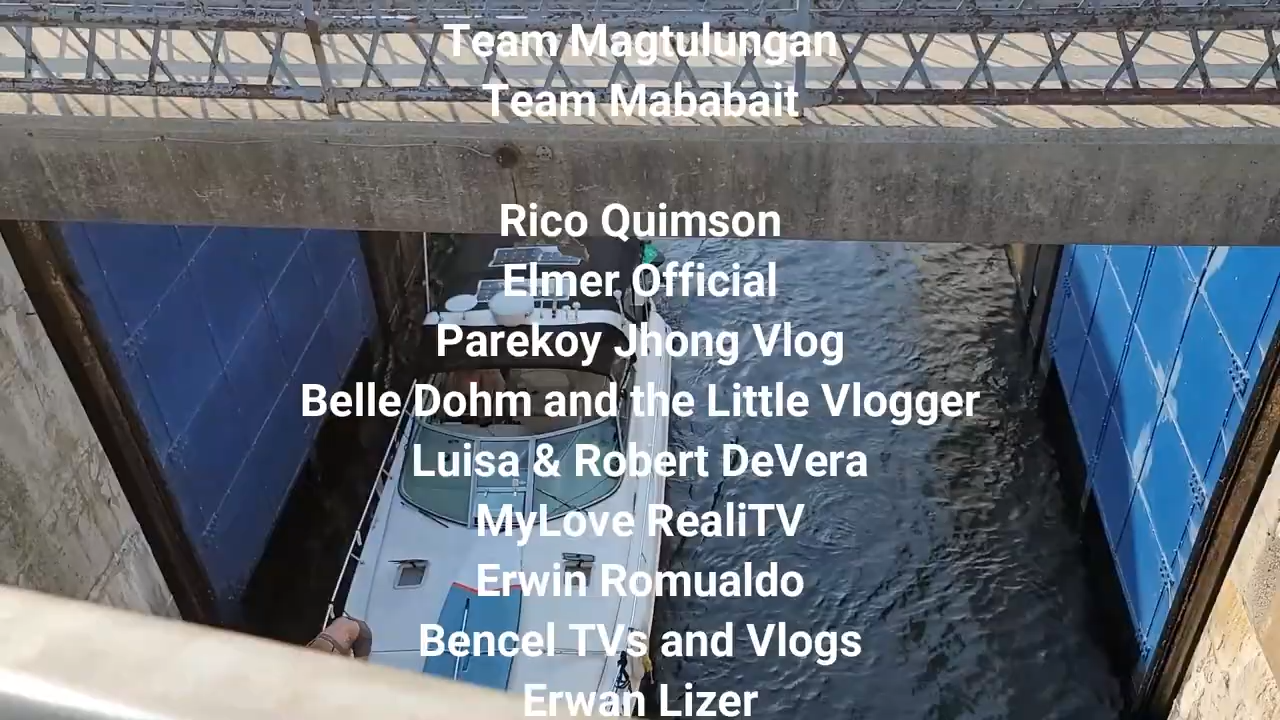 Team Magtulungan
Team Mababait
Rico Quimson
Elmer Official
Parekoy Jhong Vlog
Belle Dohm and the Little Vlogger
Luisa & Robert DeVera
MyLove RealiTV
Erwin Romualdo
Bencel TVs and Vlogs
Erwan Lizer